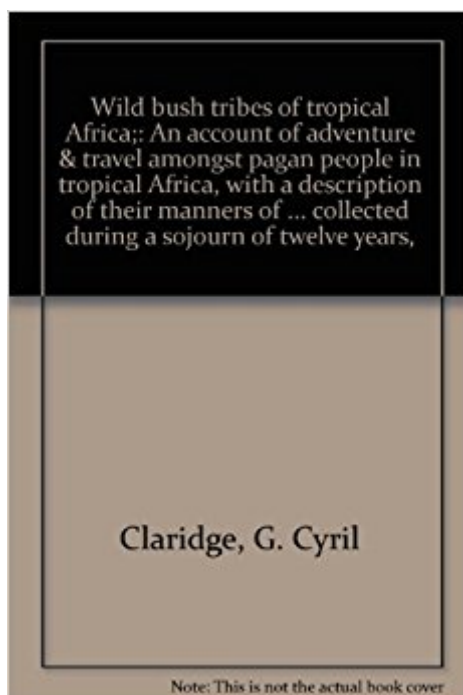 Wild bush tribes of tropical
Africa;: An account of adventure
& travel amongst pagan people in
tropical Africa, with a description
of their manners of ... collected
during a sojourn of twelve years,
Claridge, G. Cyril
Note: This is not the actual book cover